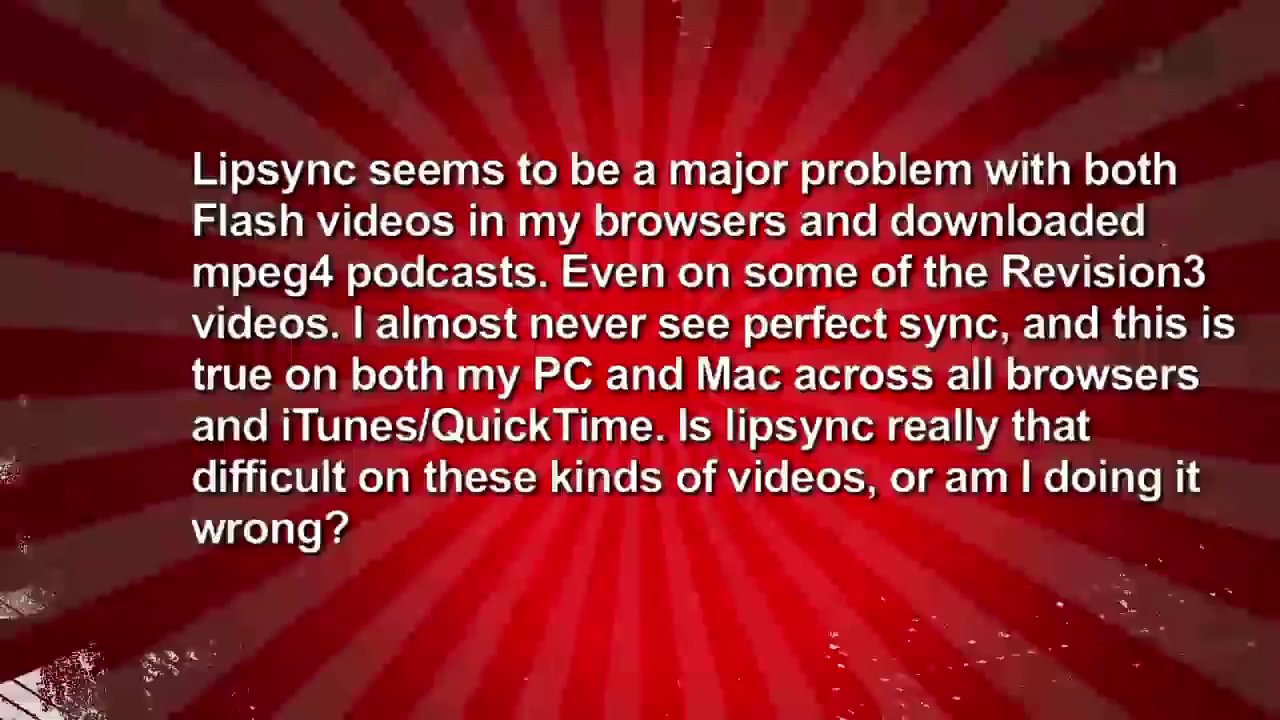 Lipsync seems to be a major problem with both
Flash videos in my browsers and downloaded
mpeg4 podcasts. Even on some of the Revision3
videos. I almost never see perfect sync, and this is
true on both my PC and Mac across all browsers
and iTunes/QuickTime. Is lipsync really that
difficult on these kinds of videos, or am I doing it
wrong?